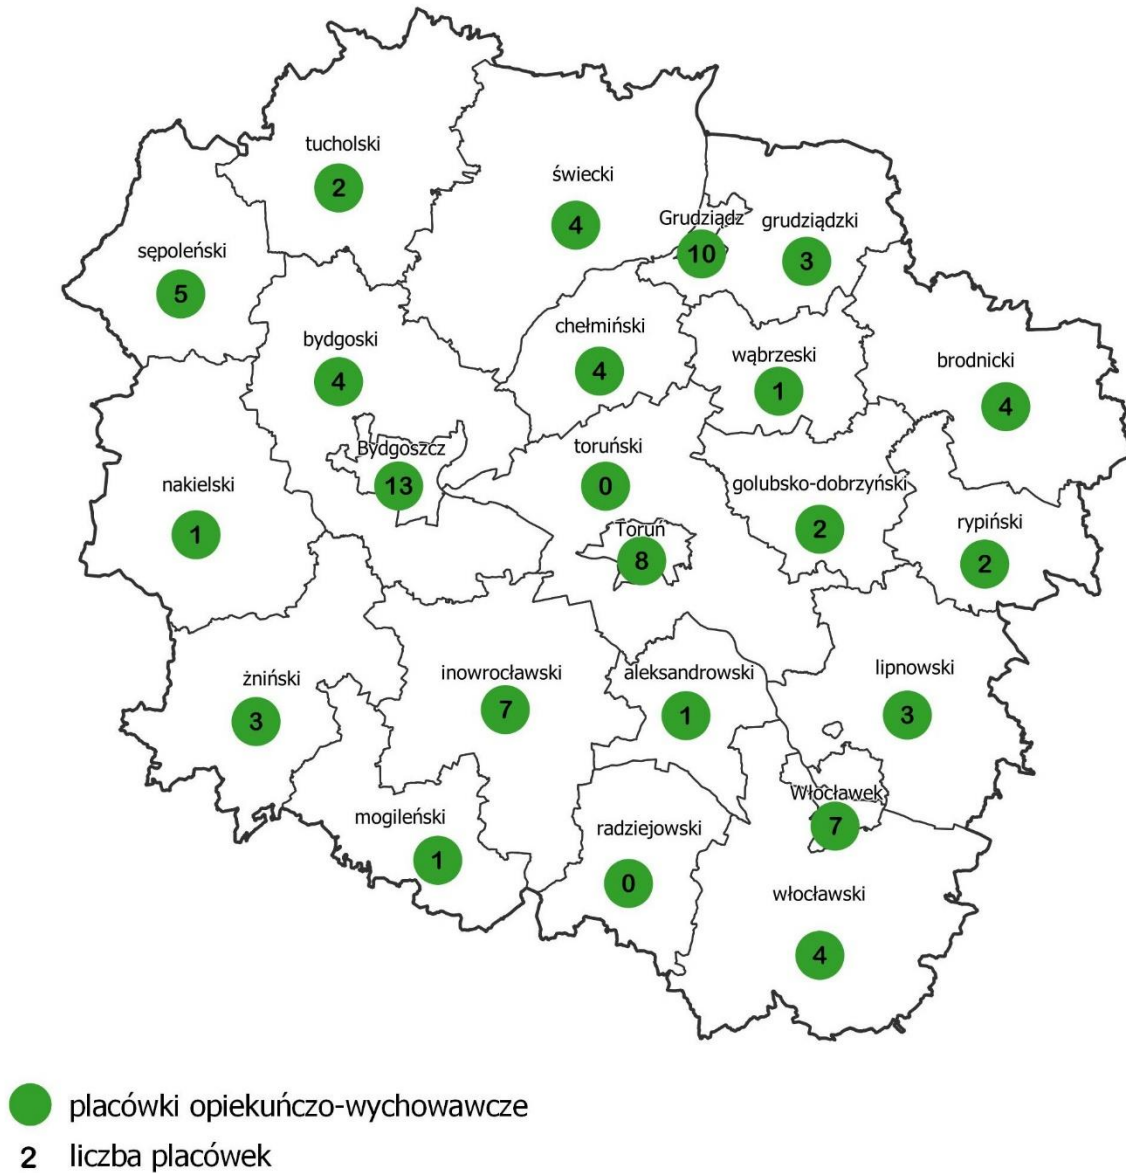 tucholski
2
świecki
4
Grudziądz
10
grudziądzki
3
sępoleński
5
bydgoski
4
chełmiński
4
wąbrzeski
1
brodnicki
4
Bydgoszcz
13
toruński
0
nakielski
1
golubsko-dobrzyński
2
rypiński
2
Toruń
8
żniński
3
inowrocławski
7
aleksandrowski
1
lipnowski
3
mogileński
1
radziejowski
0
Włocławek
7
włocławski
4
placówki opiekuńczo-wychowawcze
2 liczba placówek